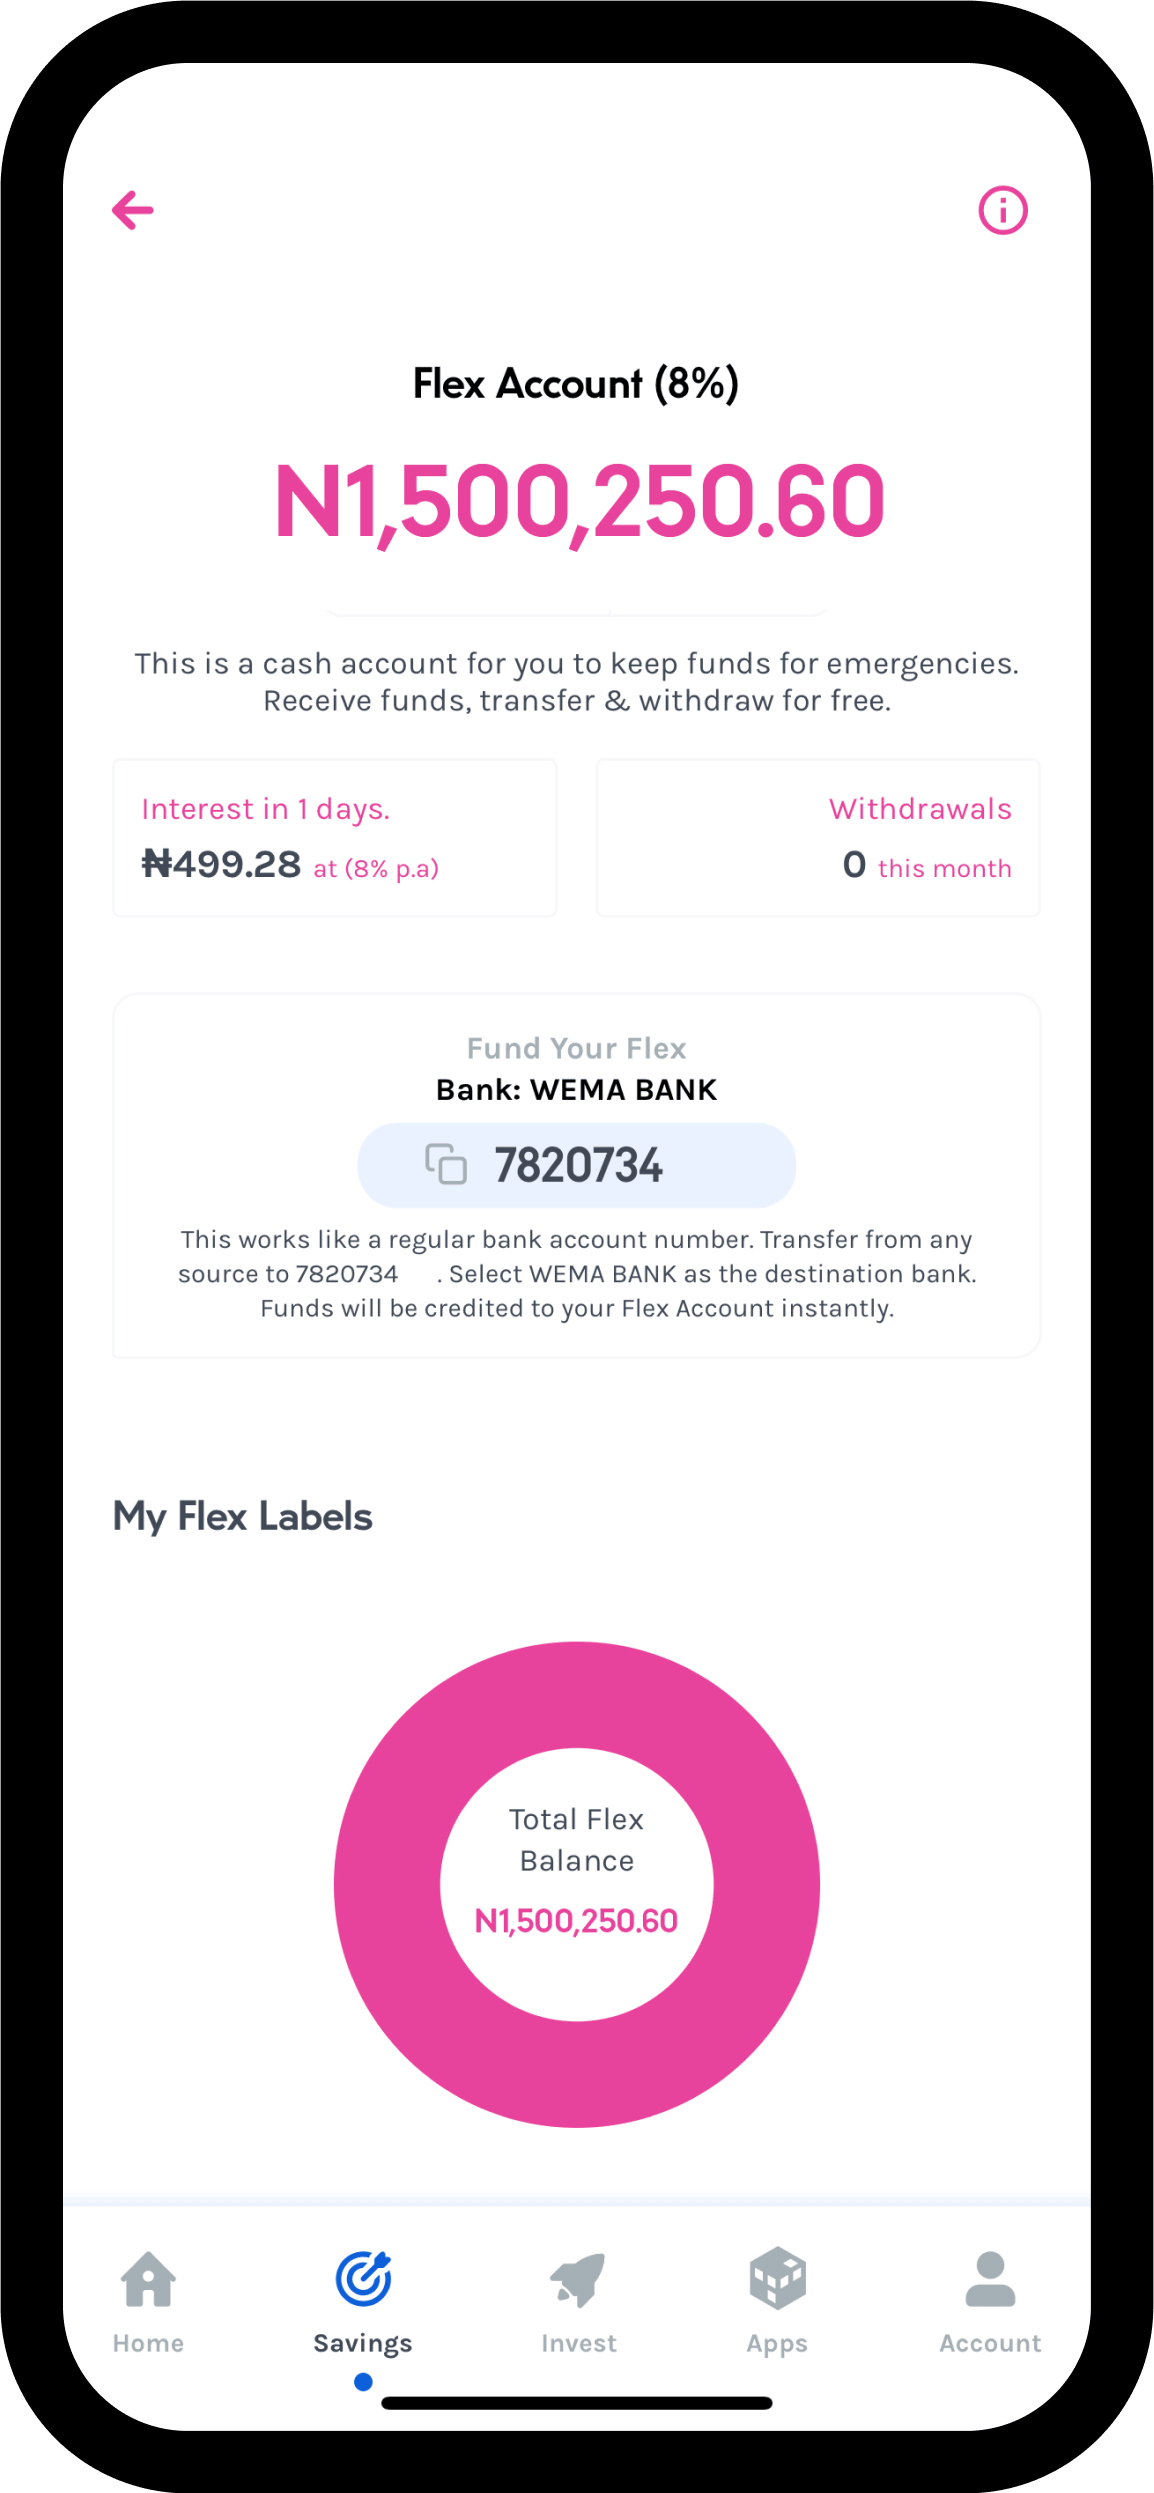 Flex Account (8%)
N1,500,250.60
This is a cash account for you to keep funds for emergencies.
Receive funds, transfer & withdraw for free.
Interest in 1 days.
₦499.28 at (8% p.a)
Withdrawals
0 this month
Fund Your Flex
Bank: WEMA BANK
7820734
This works like a regular bank account number. Transfer from any
source to 7820734 . Select WEMA BANK as the destination bank.
Funds will be credited to your Flex Account instantly.
My Flex Labels
Total Flex
Balance
N1,500,250.60
Home
Savings
Invest
Apps
Account